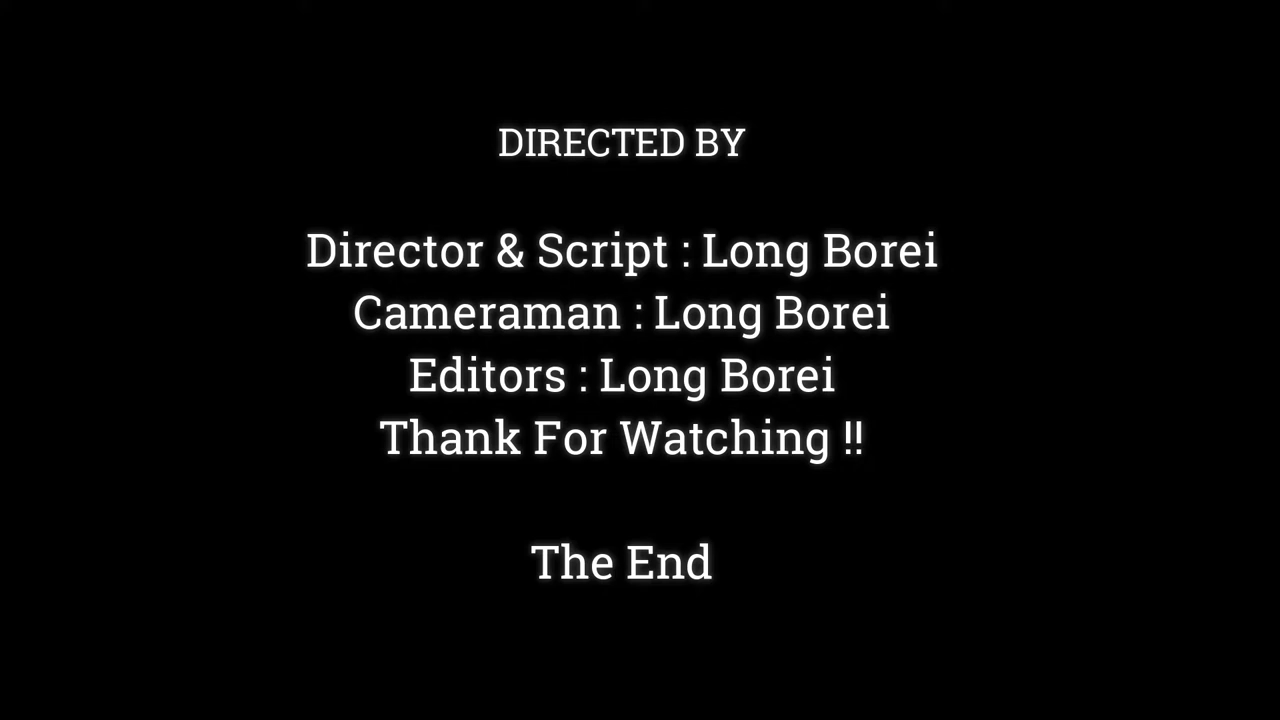 DIRECTED BY
Director & Script : Long Borei
Cameraman : Long Borei
Editors : Long Borei
Thank For Watching !!
The End